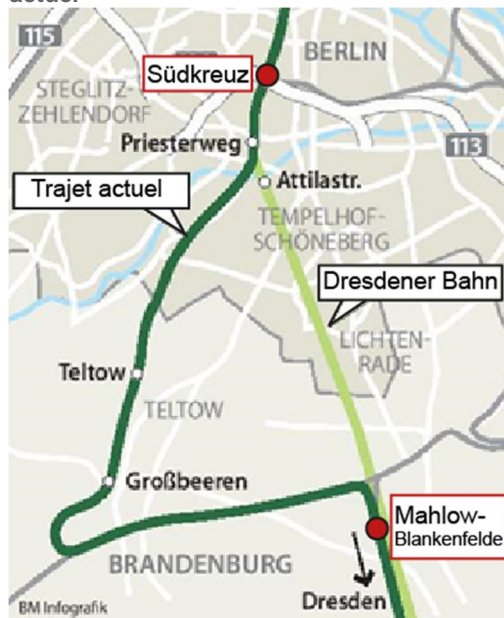 actuel
115
BERLIN
Südkreuz
STEGLITZ-
ZEHLENDORF
113
Priesterweg
Trajet actuel
Attilastr.
TEMPELHOF-
SCHÖNEBERG
Dresdener Bahn
LICHTEN-
RADE
Teltow
TELTOW
Großbeeren
Mahlow-
Blankenfelde
BRANDENBURG
Dresden
BM Infografik